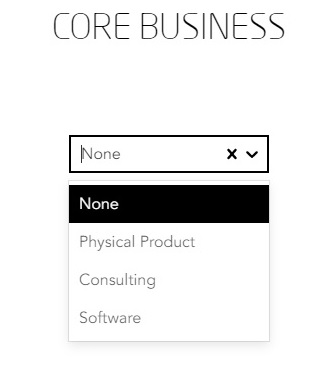 CORE BUSINESS
None
None
Physical Product
Consulting
Software